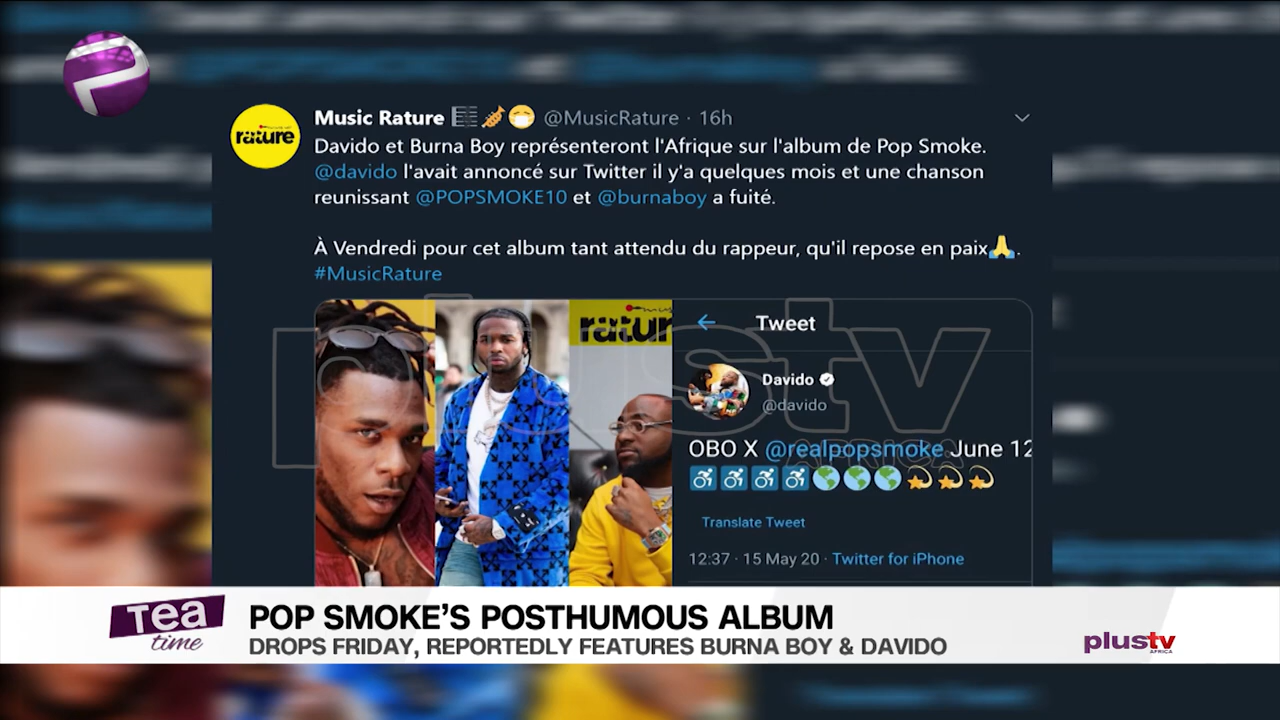 Music Rature 🎼🎺😷 @MusicRature · 16h
rature
Davido et Burna Boy représenteront l'Afrique sur l'album de Pop Smoke.
@davido l'avait annoncé sur Twitter il y'a quelques mois et une chanson
reunissant @POPSMOKE10 et @burnaboy a fuité.
À Vendredi pour cet album tant attendu du rappeur, qu'il repose en paix🙏.
#MusicRature
ratur
Tweet
Davido
@davido
OBO X @realpopsmoke June 12
♿♿♿♿🌎🌎🌎💫💫💫
Translate Tweet
12:37 · 15 May 20 · Twitter for iPhone
plustv
AFRICA
Tea
time
POP SMOKE'S POSTHUMOUS ALBUM
DROPS FRIDAY, REPORTEDLY FEATURES BURNA BOY & DAVIDO
plustv
AFRICA